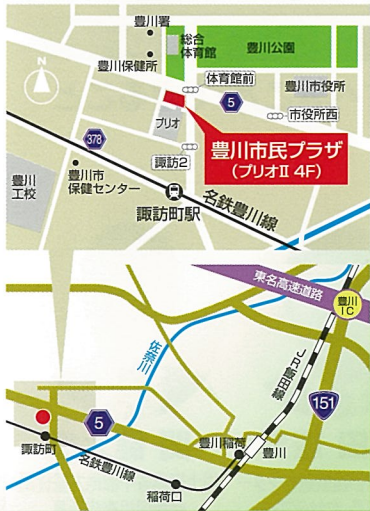 豊川署
総合
体育館
豊川公園
N
豊川保健所
体育館前
豊川市役所
5
市役所西
プリオ
378
豊川市民プラザ
(プリオⅡ 4F)
諏訪2
豊川市
保健センター
豊川
工校
名鉄豊川線
諏訪町駅
東名高速道路
豊川
IC
佐奈川
JR飯田線
151
5
諏訪町
豊川稲荷
豊川
名鉄豊川線
稲荷口